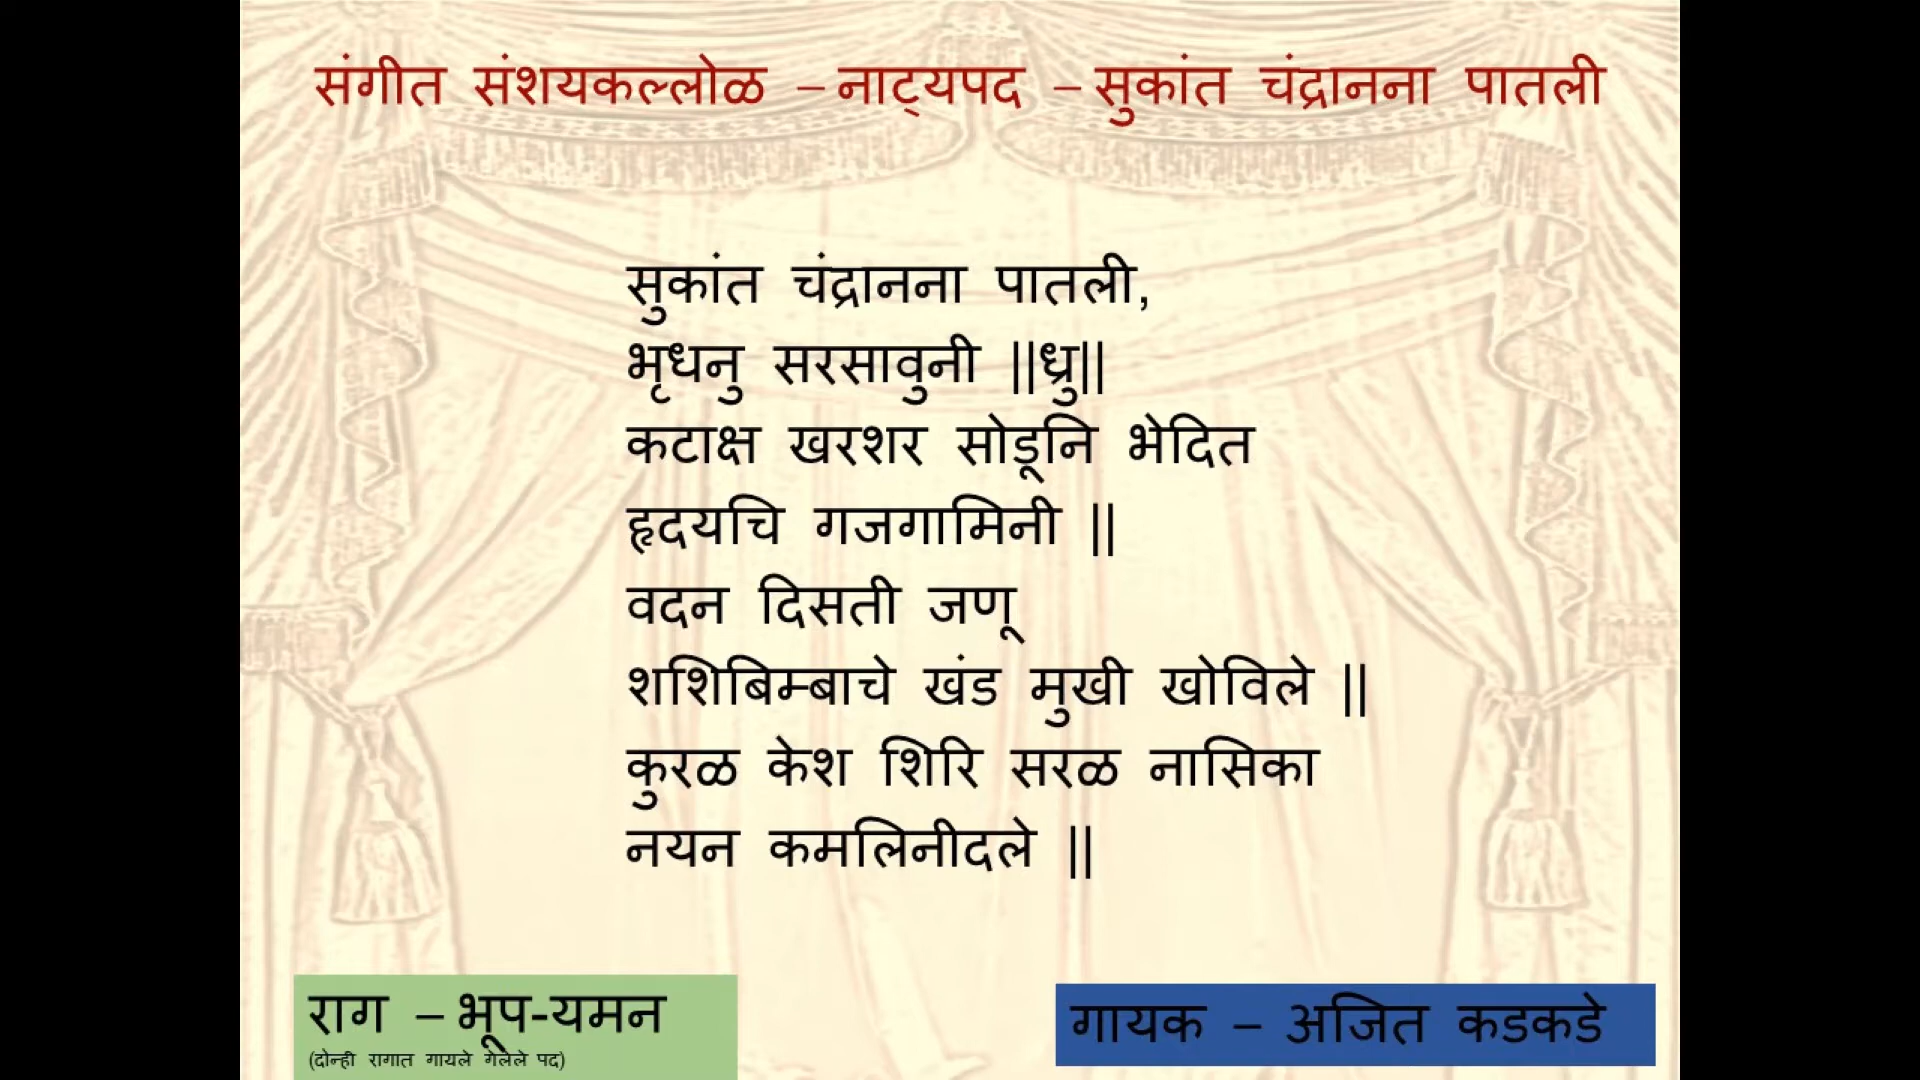 संगीत संशयकल्लोळ – नाट्यपद – सुकांत चंद्रानना पातली
सुकांत चंद्रानना पातली,
भृधनु सरसावुनी ||ध्रु||
कटाक्ष खरशर सोडूनि भेदित
हृदयचि गजगामिनी ||
वदन दिसती जणू
शशिबिम्बाचे खंड मुखी खोविले ||
कुरळ केश शिरि सरळ नासिका
नयन कमलिनीदले ||
राग – भूप-यमन
(दोन्ही रागात गायले गेलेले पद)
गायक – अजित कडकडे